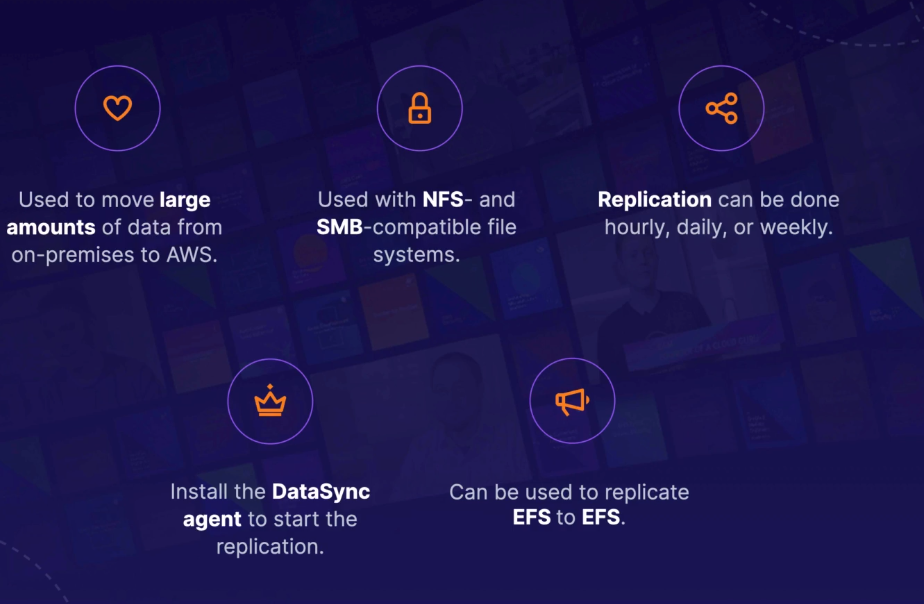 Used to move large
amounts of data from
on-premises to AWS.
Used with NFS- and
SMB-compatible file
systems.
Replication can be done
hourly, daily, or weekly.
Install the DataSync
agent to start the
replication.
Can be used to replicate
EFS to EFS.